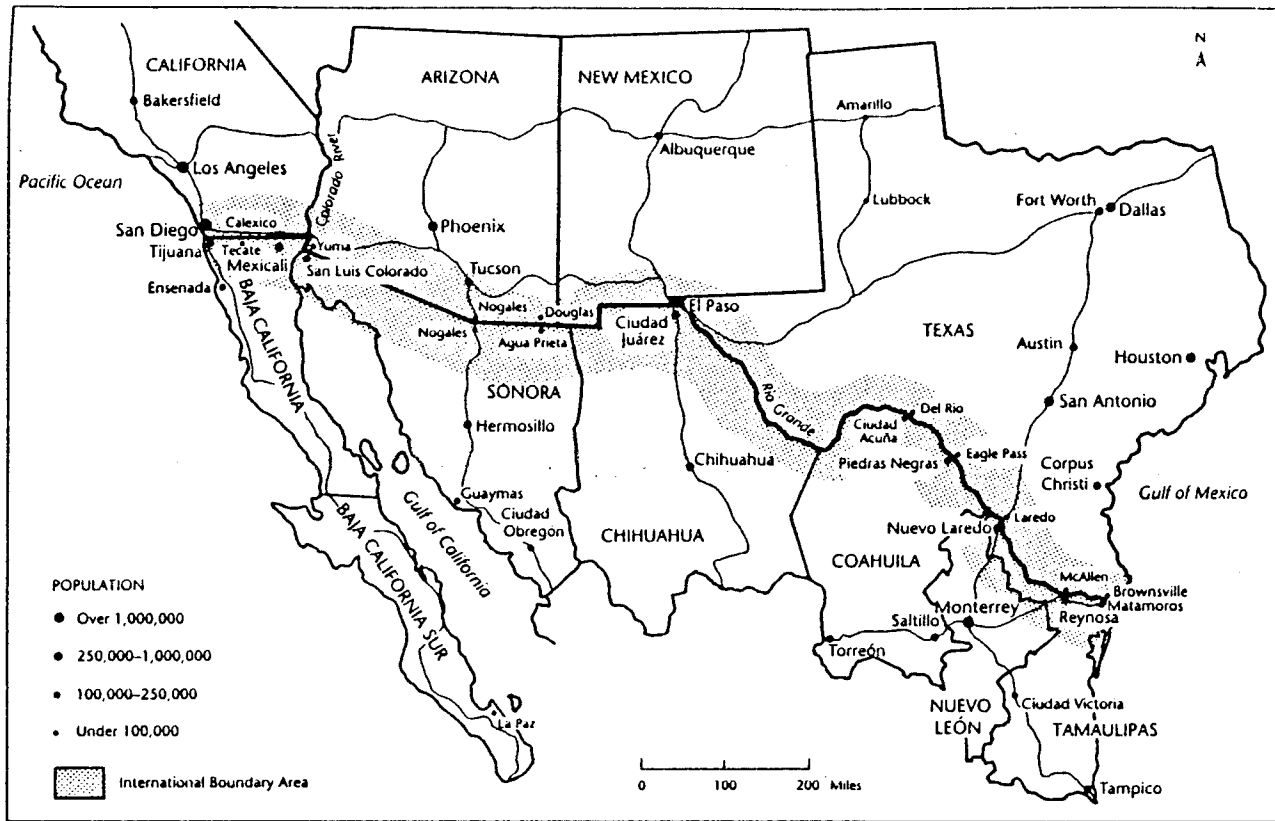 N
CALIFORNIA
ARIZONA
NEW MEXICO
Bakersfield
Amarillo
Colorado River
Albuquerque
Los Angeles
Pacific Ocean
Lubbock
Fort Worth
Dallas
San Diego
Calexico
Phoenix
Tijuana
Tecate
Yuma
Mexicali
San Luis Colorado
Tucson
Ensenada
BAJA CALIFORNIA
Nogales
Douglas
El Paso
Nogales
Agua Prieta
Ciudad
Juárez
TEXAS
Austin
Houston
SONORA
Rio Grande
San Antonio
Hermosillo
Del Rio
Ciudad
Acuña
Eagle Pass
Piedras Negras
Chihuahua
Corpus
Christi
Gulf of Mexico
Guaymas
Gulf of California
Ciudad
Obregón
Laredo
Nuevo Laredo
BAJA CALIFORNIA SUR
CHIHUAHUA
COAHUILA
McAllen
Brownsville
Matamoros
Monterrey
Reynosa
Saltillo
Torreón
NUEVO
LEÓN
Ciudad Victoria
TAMAULIPAS
La Paz
Tampico
POPULATION
Over 1,000,000
250,000–1,000,000
100,000–250,000
Under 100,000
International Boundary Area
0 100 200 Miles